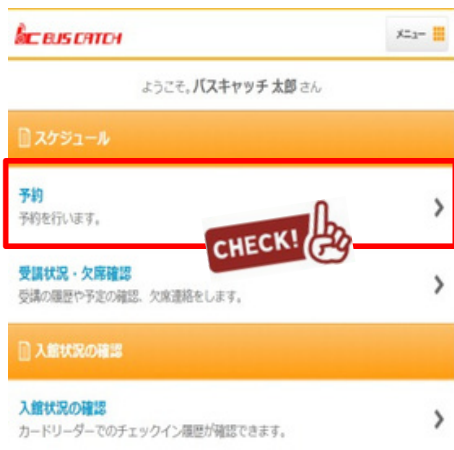 BUS CATCH
メニュー
ようこそ。バスキャッチ 太郎 さん
スケジュール
予約
予約を行います。
CHECK!
受講状況・欠席確認
受講の履歴や予定の確認、欠席連絡をします。
入館状況の確認
入館状況の確認
カードリーダーでのチェックイン履歴が確認できます。